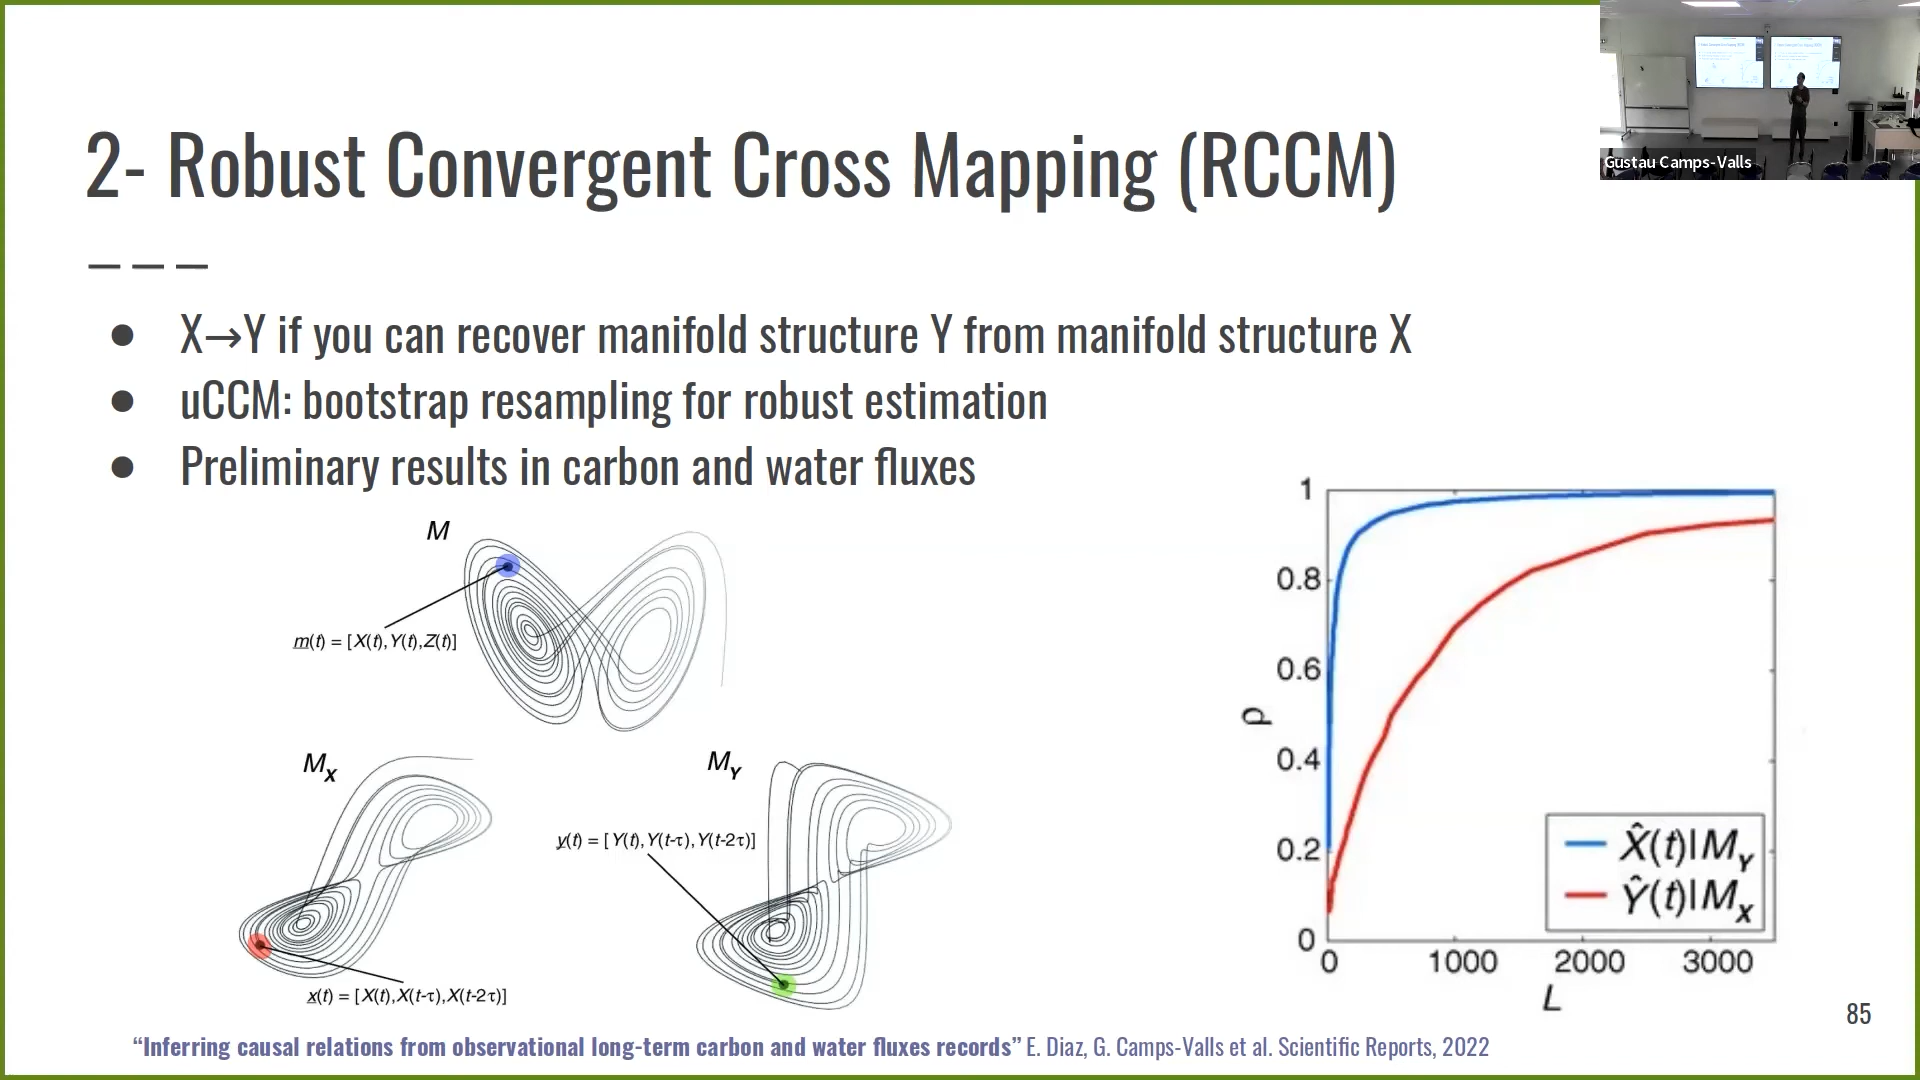 Gustau Camps-Valls
2- Robust Convergent Cross Mapping (RCCM)
● X→Y if you can recover manifold structure Y from manifold structure X
● uCCM: bootstrap resampling for robust estimation
● Preliminary results in carbon and water fluxes
M
m(t) = [X(t),Y(t),Z(t)]
M_X
x(t) = [X(t),X(t-τ),X(t-2τ)]
M_Y
y(t) = [Y(t),Y(t-τ),Y(t-2τ)]
1
0.8
0.6
0.4
0.2
0
ρ
0 1000 2000 3000
L
X̂(t)|M_Y
Ŷ(t)|M_X
85
“Inferring causal relations from observational long-term carbon and water fluxes records” E. Diaz, G. Camps-Valls et al. Scientific Reports, 2022